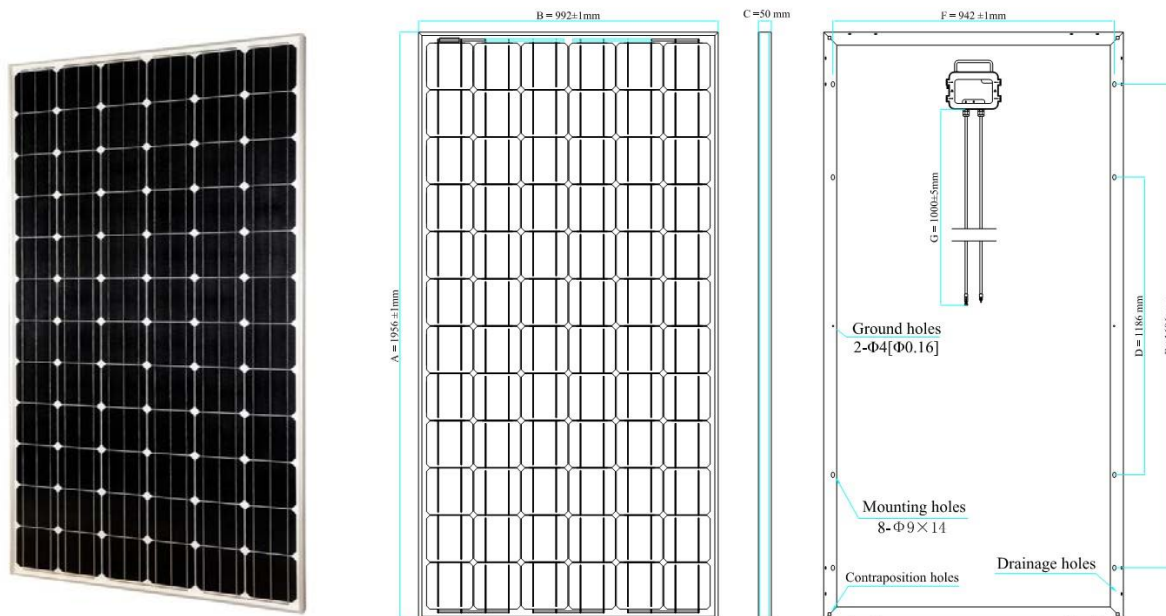 B = 992±1mm
C =50 mm
F = 942 ±1mm
A = 1956 ±1mm
G = 1000±5mm
D = 1186 mm
Ground holes
2-Φ4[Φ0.16]
Mounting holes
8-Φ9×14
Contraposition holes
Drainage holes